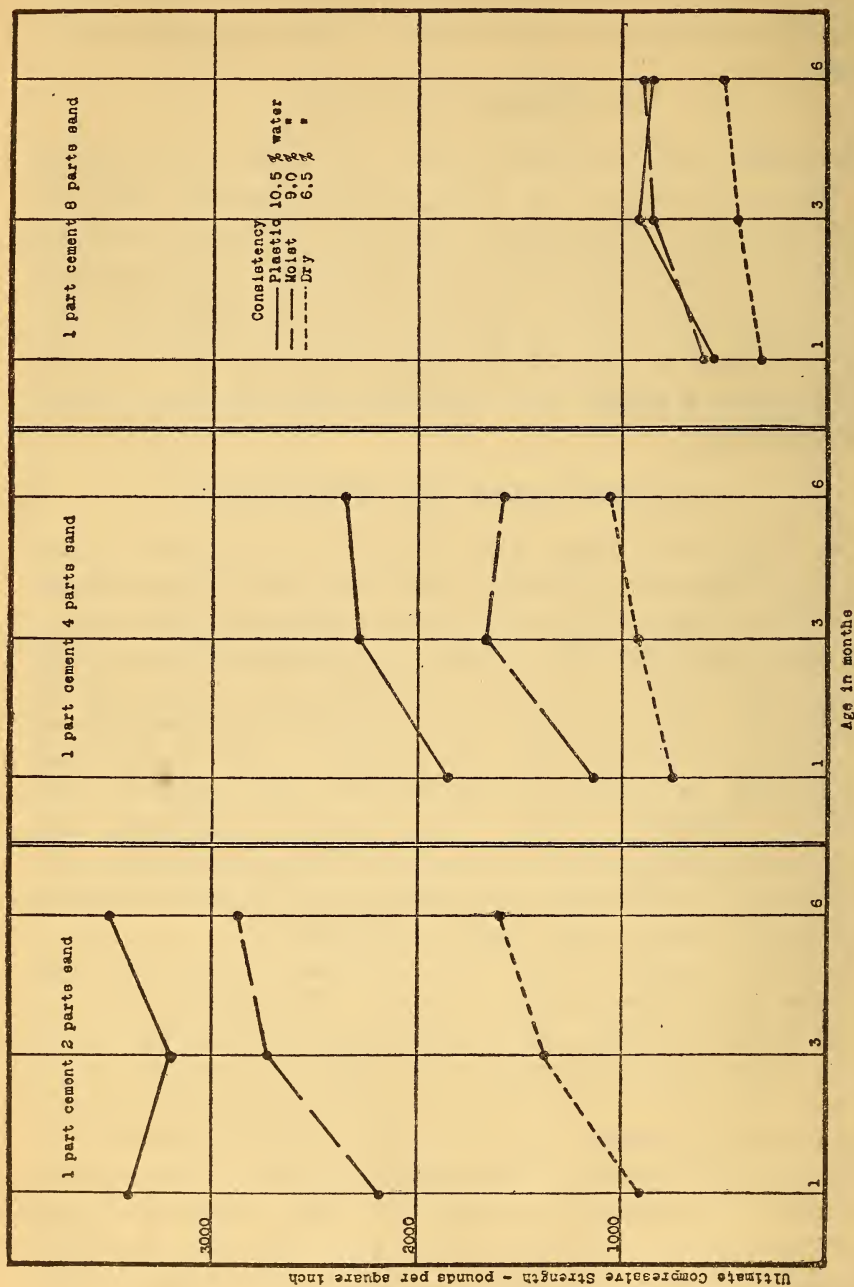 1 part cement 2 parts sand
1 part cement 4 parts sand
1 part cement 8 parts sand
Consistency
Plastic 10.5 % water
Moist 9.0 % "
Dry 6.5 % "
3000
2000
1000
1 3 6 1 3 6 1 3 6
Age in months
Ultimate Compressive Strength - pounds per square inch